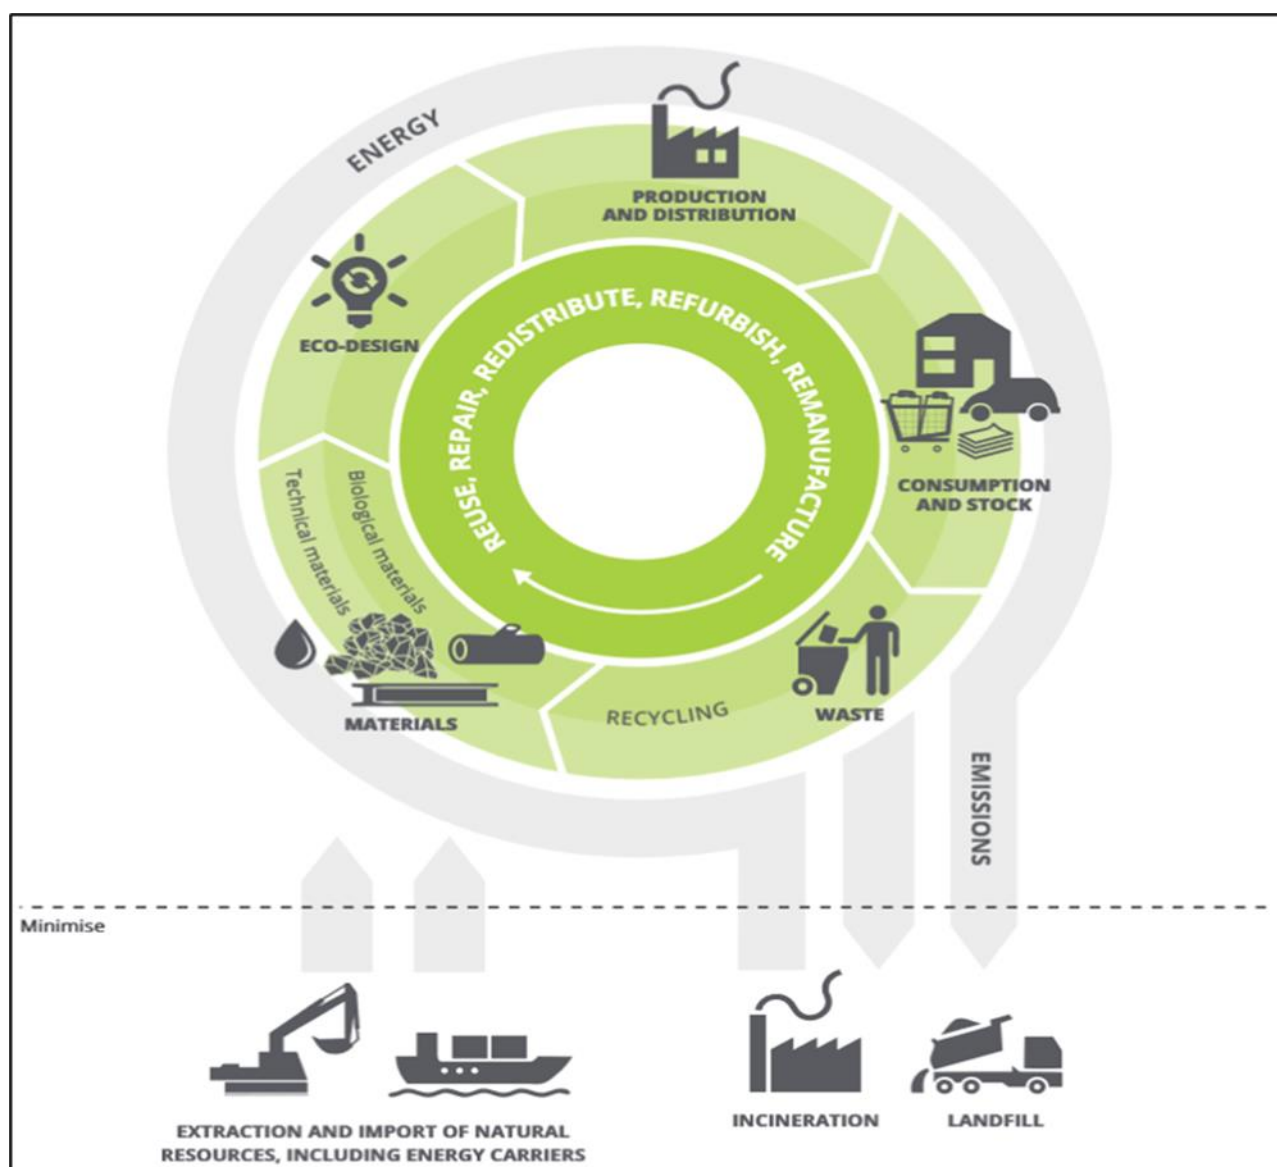 ENERGY
PRODUCTION
AND DISTRIBUTION
ECO-DESIGN
REUSE, REPAIR, REDISTRIBUTE, REFURBISH, REMANUFACTURE
CONSUMPTION
AND STOCK
Technical materials
Biological materials
MATERIALS
RECYCLING
WASTE
EMISSIONS
Minimise
EXTRACTION AND IMPORT OF NATURAL
RESOURCES, INCLUDING ENERGY CARRIERS
INCINERATION
LANDFILL